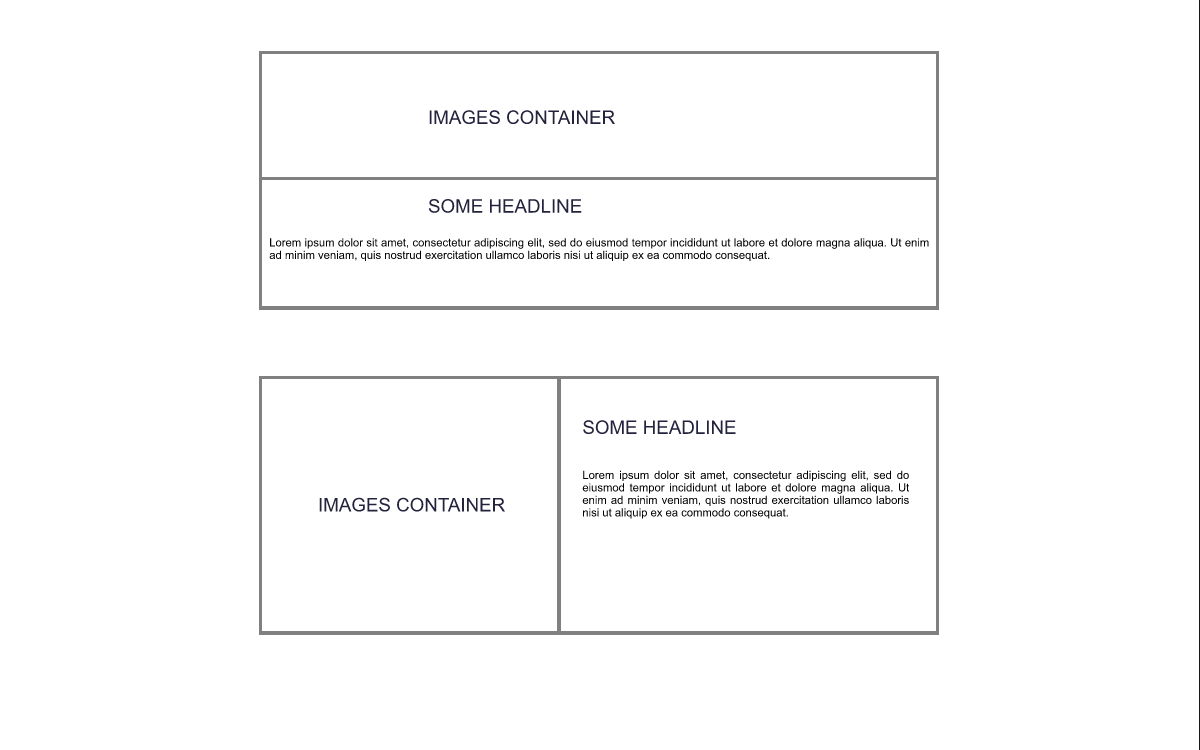 IMAGES CONTAINER
SOME HEADLINE
Lorem ipsum dolor sit amet, consectetur adipiscing elit, sed do eiusmod tempor incididunt ut labore et dolore magna aliqua. Ut enim
ad minim veniam, quis nostrud exercitation ullamco laboris nisi ut aliquip ex ea commodo consequat.
IMAGES CONTAINER
SOME HEADLINE
Lorem ipsum dolor sit amet, consectetur adipiscing elit, sed do
eiusmod tempor incididunt ut labore et dolore magna aliqua. Ut
enim ad minim veniam, quis nostrud exercitation ullamco laboris
nisi ut aliquip ex ea commodo consequat.